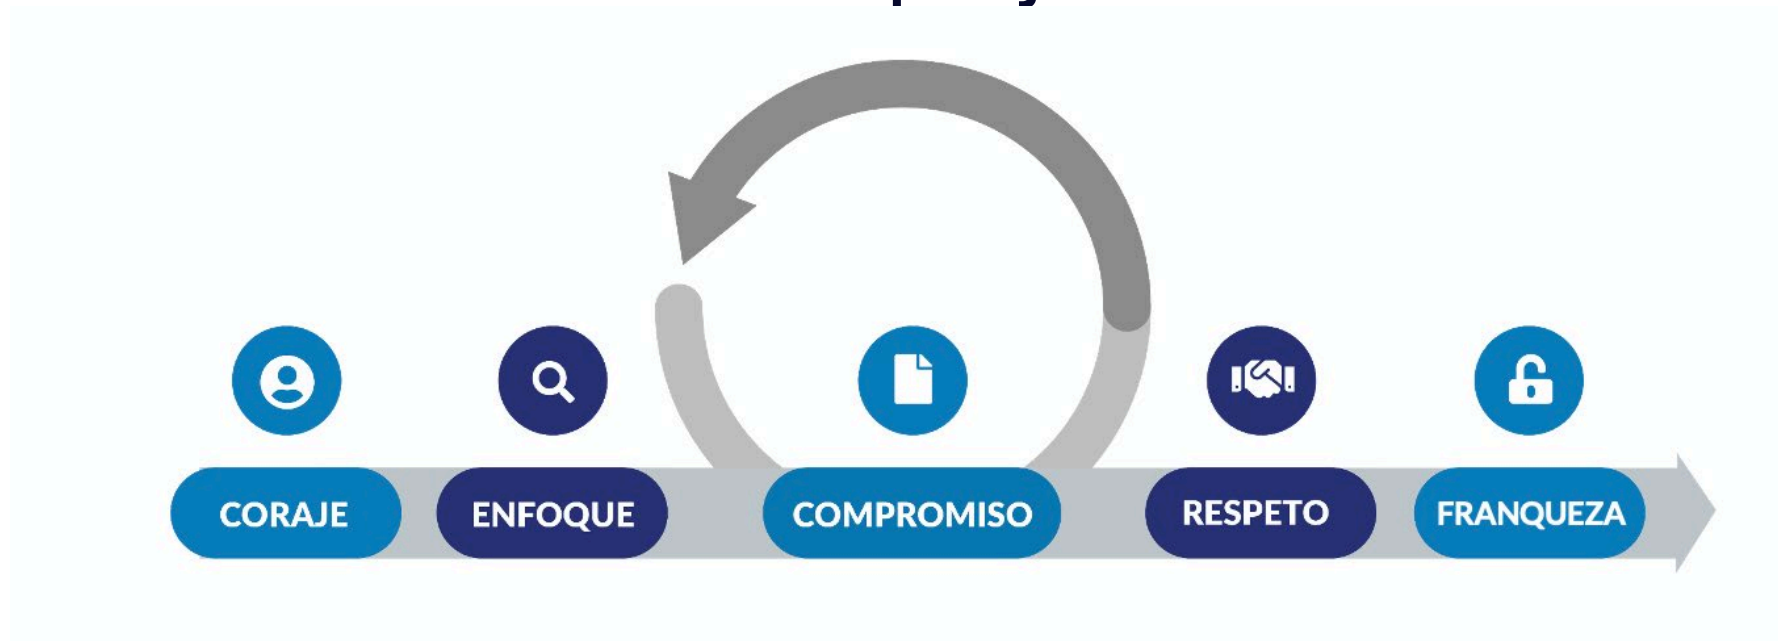 CORAJE
ENFOQUE
COMPROMISO
RESPETO
FRANQUEZA